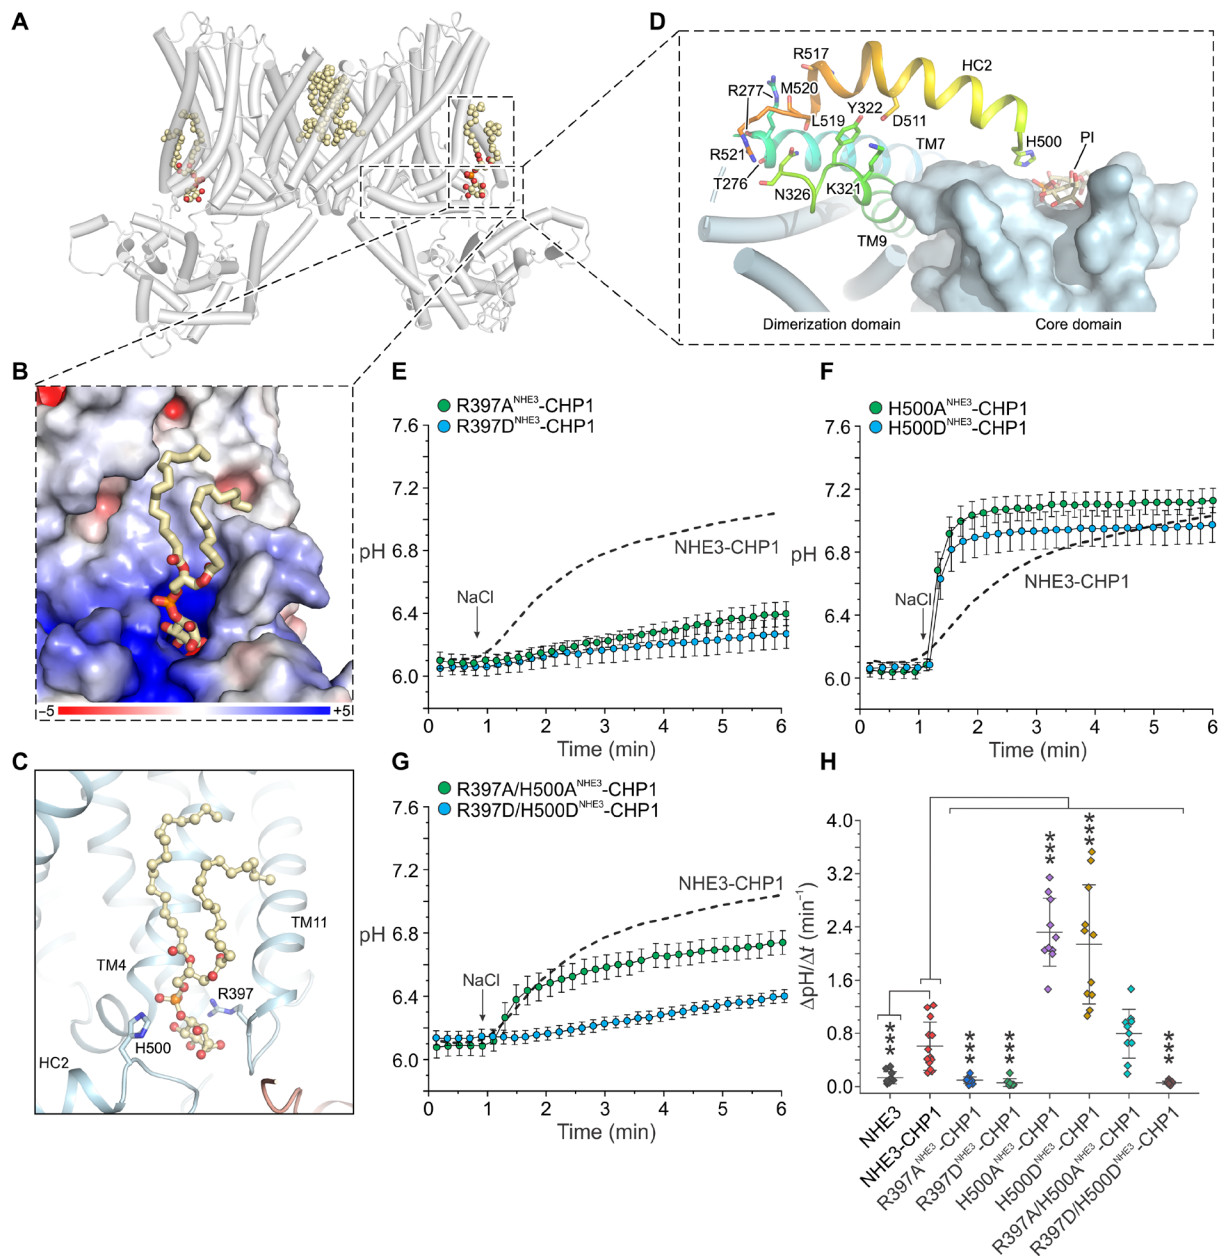 A
B
−5
+5
C
TM11
TM4
R397
H500
HC2
D
R517
HC2
R277
M520
Y322
L519
D511
H500
PI
TM7
R521
T276
N326
K321
TM9
Dimerization domain
Core domain
E
R397A^NHE3-CHP1
R397D^NHE3-CHP1
7.6
7.2
6.8
6.4
6.0
pH
NHE3-CHP1
NaCl
0
1
2
3
4
5
6
Time (min)
F
H500A^NHE3-CHP1
H500D^NHE3-CHP1
7.6
7.2
6.8
6.4
6.0
pH
NHE3-CHP1
NaCl
0
1
2
3
4
5
6
Time (min)
G
R397A/H500A^NHE3-CHP1
R397D/H500D^NHE3-CHP1
7.6
7.2
6.8
6.4
6.0
pH
NHE3-CHP1
NaCl
0
1
2
3
4
5
6
Time (min)
H
4.0
3.2
2.4
1.6
0.8
0.0
ΔpH/Δt (min⁻¹)
***
***
***
***
***
***
NHE3
NHE3-CHP1
R397A^NHE3-CHP1
R397D^NHE3-CHP1
H500A^NHE3-CHP1
H500D^NHE3-CHP1
R397A/H500A^NHE3-CHP1
R397D/H500D^NHE3-CHP1